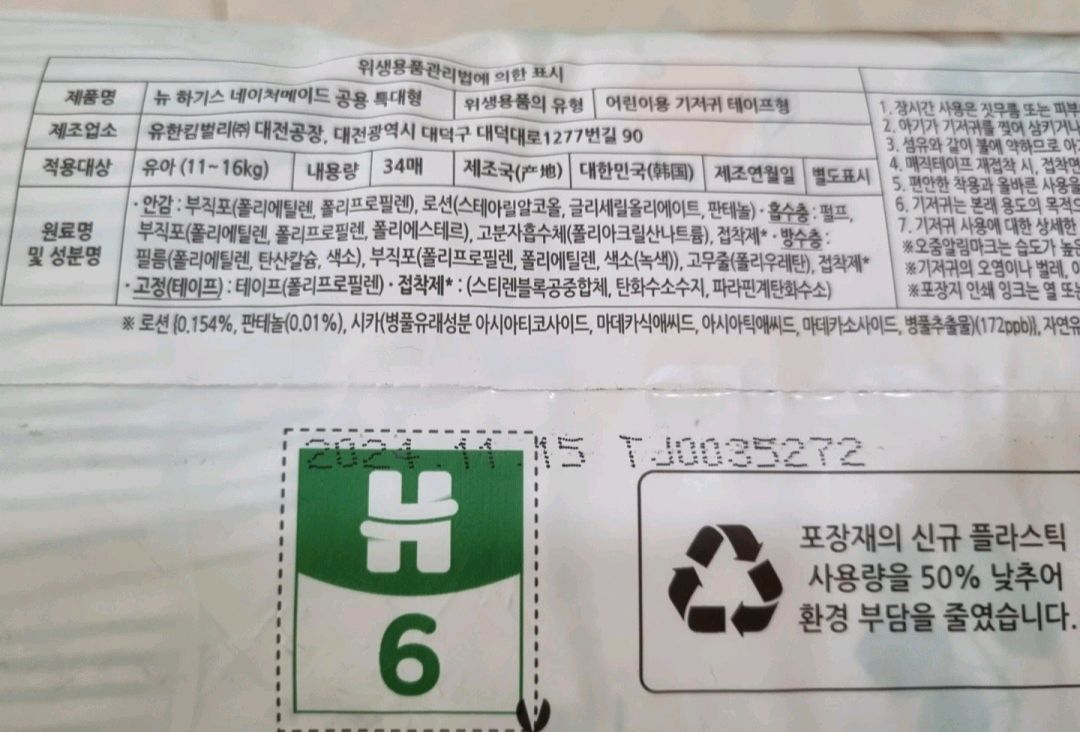 위생용품관리법에 의한 표시
제품명 뉴 하기스 네이처메이드 공용 특대형 위생용품의 유형 어린이용 기저귀 테이프형
제조업소 유한킴벌리㈜ 대전공장, 대전광역시 대덕구 대덕대로1277번길 90
적용대상 유아 (11~16kg) 내용량 34매 제조국(产地) 대한민국(韩国) 제조연월일 별도표시
원료명 및 성분명
· 안감 : 부직포(폴리에틸렌, 폴리프로필렌), 로션(스테아릴알코올, 글리세릴올리에이트, 판테놀) · 흡수층 : 펄프,
부직포(폴리에틸렌, 폴리프로필렌, 폴리에스테르), 고분자흡수체(폴리아크릴산나트륨), 접착제* · 방수층 :
필름(폴리에틸렌, 탄산칼슘, 색소), 부직포(폴리프로필렌, 폴리에틸렌, 색소(녹색)), 고무줄(폴리우레탄), 접착제*
· 고정(테이프) : 테이프(폴리프로필렌) · 접착제* : (스티렌블록공중합체, 탄화수소수지, 파라핀계탄화수소)
※ 로션 {0.154%, 판테놀(0.01%), 시카(병풀유래성분 아시아티코사이드, 마데카식애씨드, 아시아틱애씨드, 마데카소사이드, 병풀추출물)(172ppb)}, 자연유
1. 장시간 사용은 짓무름 또는 피부
2. 아기가 기저귀를 찢어 삼키거나
3. 섬유와 같이 불에 약하므로
4. 매직테이프 재접착 시, 접착면
5. 편안한 착용과 올바른 사용을
6. 기저귀는 본래 용도의 목적
7. 기저귀 사용에 대한 상세한
※오줌알림마크는 습도가 높은
※기저귀의 오염이나 벌레,
※포장지 인쇄 잉크는 열 또는
2024.11.15 TJ0035272
H
6
포장재의 신규 플라스틱
사용량을 50% 낮추어
환경 부담을 줄였습니다.